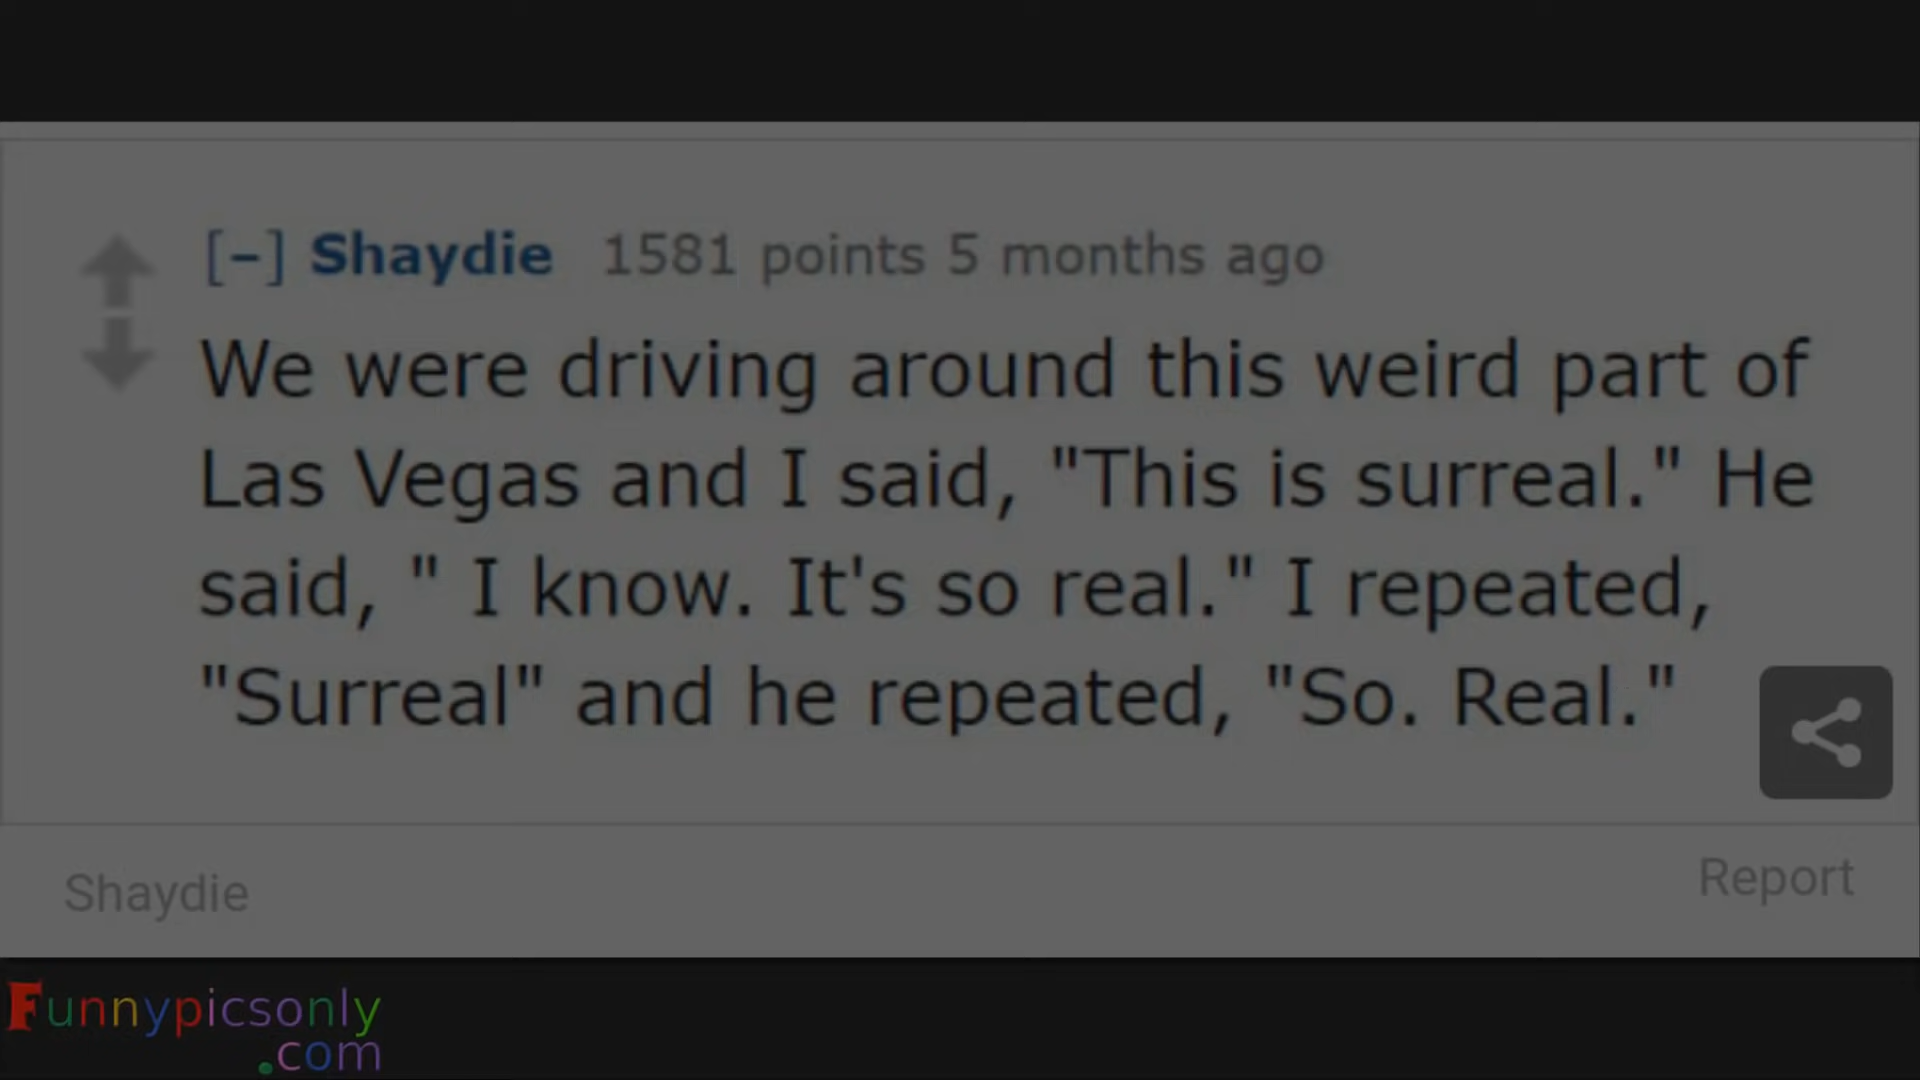 [–] Shaydie 1581 points 5 months ago
We were driving around this weird part of
Las Vegas and I said, "This is surreal." He
said, " I know. It's so real." I repeated,
"Surreal" and he repeated, "So. Real."
Shaydie
Report
Funnypicsonly
.com